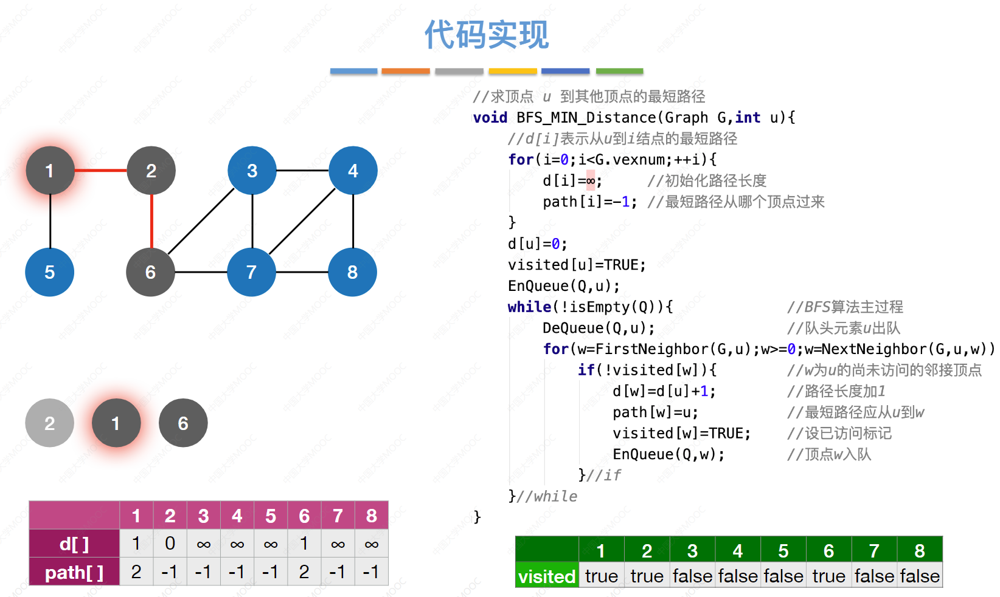 代码实现
//求顶点 u 到其他顶点的最短路径
void BFS_MIN_Distance(Graph G,int u){
//d[i]表示从u到i结点的最短路径
for(i=0;i<G.vexnum;++i){
d[i]=∞; //初始化路径长度
path[i]=-1; //最短路径从哪个顶点过来
}
d[u]=0;
visited[u]=TRUE;
EnQueue(Q,u);
while(!isEmpty(Q)){ //BFS算法主过程
DeQueue(Q,u); //队头元素u出队
for(w=FirstNeighbor(G,u);w>=0;w=NextNeighbor(G,u,w))
if(!visited[w]){ //w为u的尚未访问的邻接顶点
d[w]=d[u]+1; //路径长度加1
path[w]=u; //最短路径应从u到w
visited[w]=TRUE; //设已访问标记
EnQueue(Q,w); //顶点w入队
}//if
}//while
}
1 2 3 4
5 6 7 8
2 1 6
1 2 3 4 5 6 7 8
d[ ] 1 0 ∞ ∞ ∞ 1 ∞ ∞
path[ ] 2 -1 -1 -1 -1 2 -1 -1
1 2 3 4 5 6 7 8
visited true true false false false true false false
中国大学MOOC